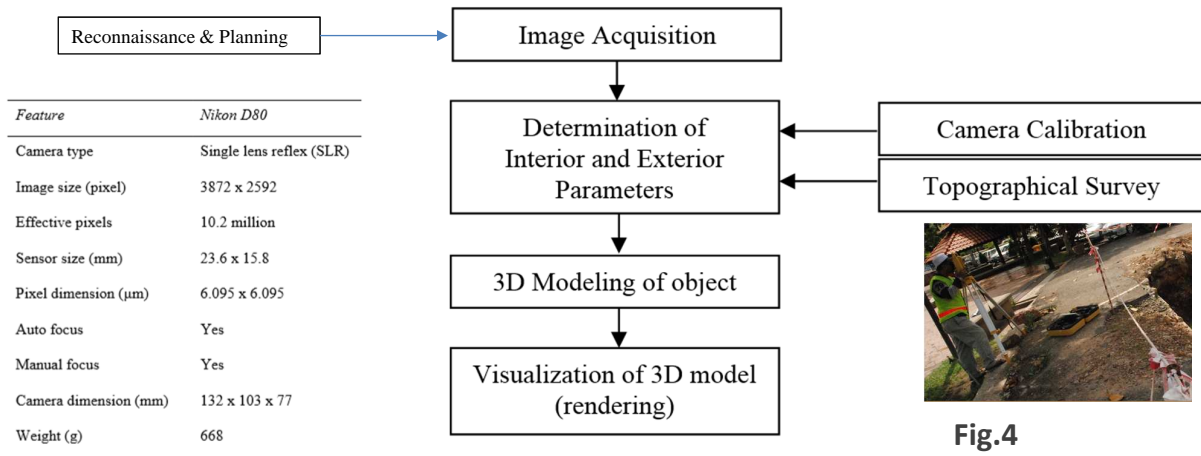 Reconnaissance & Planning
Image Acquisition
Determination of
Interior and Exterior
Parameters
Camera Calibration
Topographical Survey
3D Modeling of object
Visualization of 3D model
(rendering)
Feature Nikon D80
Camera type Single lens reflex (SLR)
Image size (pixel) 3872 x 2592
Effective pixels 10.2 million
Sensor size (mm) 23.6 x 15.8
Pixel dimension (µm) 6.095 x 6.095
Auto focus Yes
Manual focus Yes
Camera dimension (mm) 132 x 103 x 77
Weight (g) 668
Fig.4